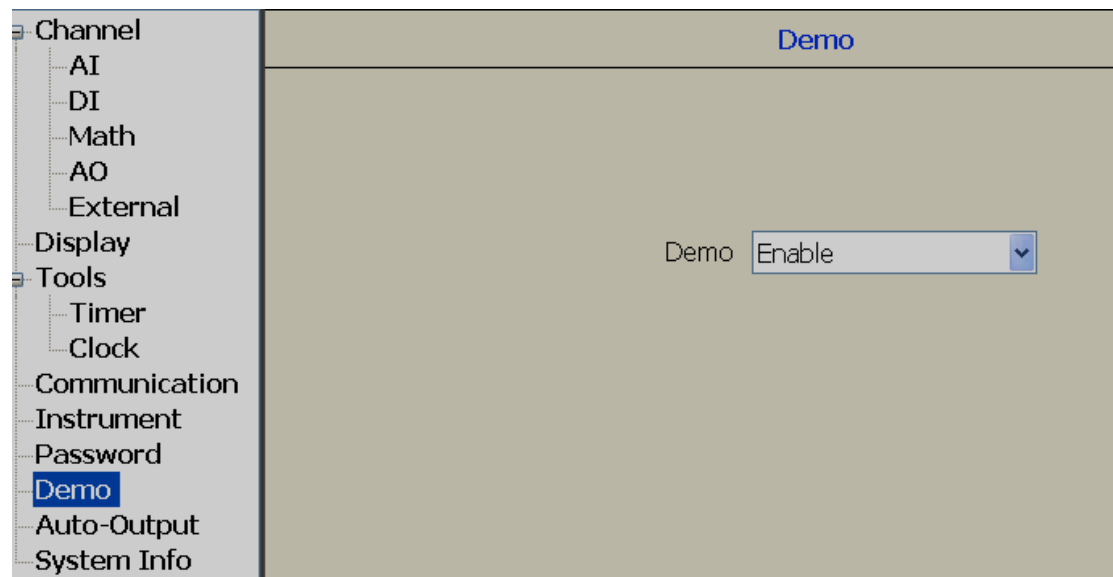 Channel
AI
DI
Math
AO
External
Display
Tools
Timer
Clock
Communication
Instrument
Password
Demo
Auto-Output
System Info
Demo
Demo Enable